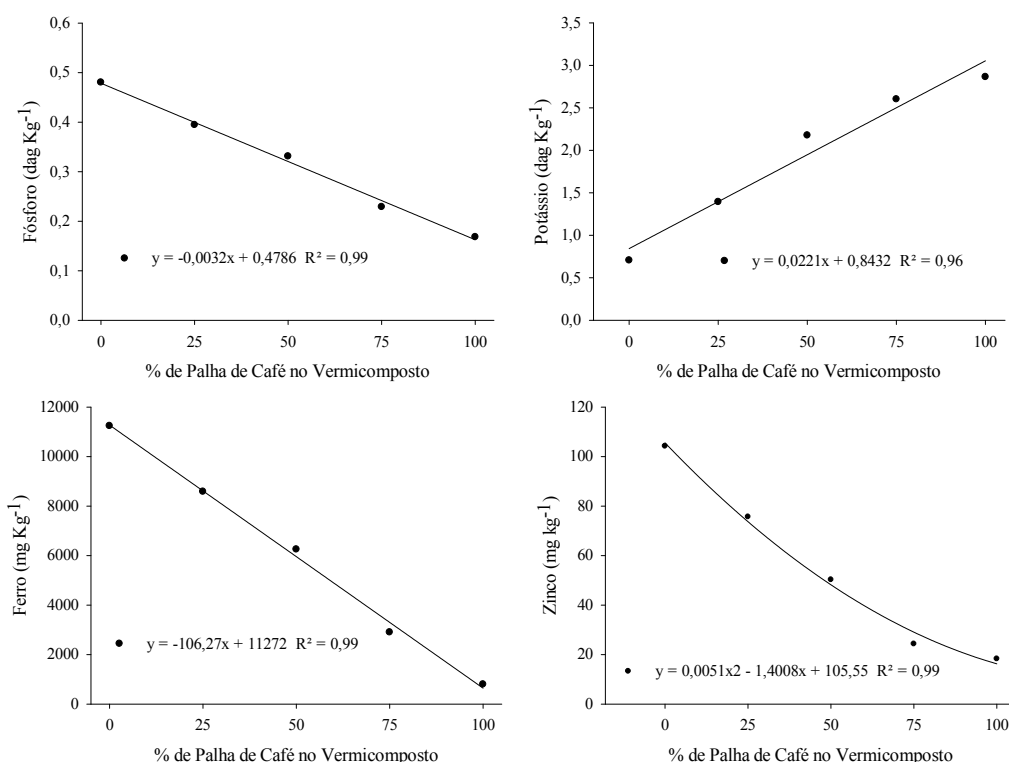 0,6
0,5
0,4
0,3
0,2
0,1
0,0
Fósforo (dag Kg-1)
y = -0,0032x + 0,4786 R² = 0,99
0 25 50 75 100
% de Palha de Café no Vermicomposto
3,5
3,0
2,5
2,0
1,5
1,0
0,5
0,0
Potássio (dag Kg-1)
y = 0,0221x + 0,8432 R² = 0,96
0 25 50 75 100
% de Palha de Café no Vermicomposto
12000
10000
8000
6000
4000
2000
0
Ferro (mg Kg-1)
y = -106,27x + 11272 R² = 0,99
0 25 50 75 100
% de Palha de Café no Vermicomposto
120
100
80
60
40
20
0
Zinco (mg kg-1)
y = 0,0051x2 - 1,4008x + 105,55 R² = 0,99
0 25 50 75 100
% de Palha de Café no Vermicomposto